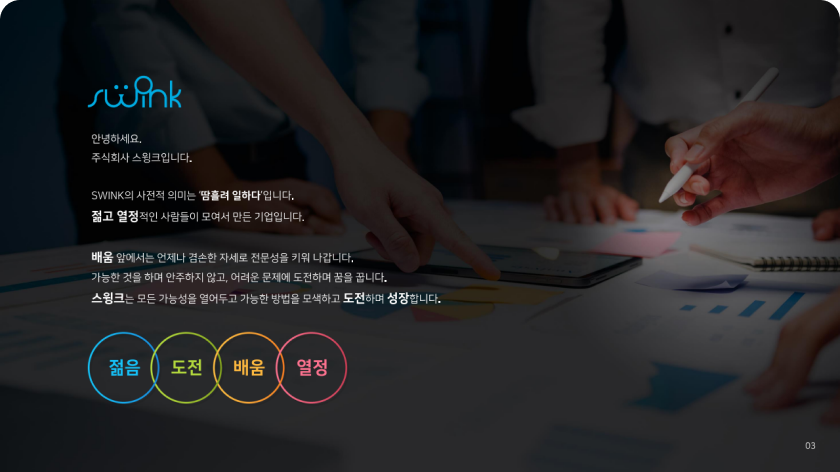 swink
안녕하세요.
주식회사 스윙크입니다.
SWINK의 사전적 의미는 '땀흘려 일하다'입니다.
젊고 열정적인 사람들이 모여서 만든 기업입니다.
배움 앞에서는 언제나 겸손한 자세로 전문성을 키워 나갑니다.
가능한 것을 하며 안주하지 않고, 어려운 문제에 도전하며 꿈을 꿉니다.
스윙크는 모든 가능성을 열어두고 가능한 방법을 모색하고 도전하며 성장합니다.
젊음 도전 배움 열정
03